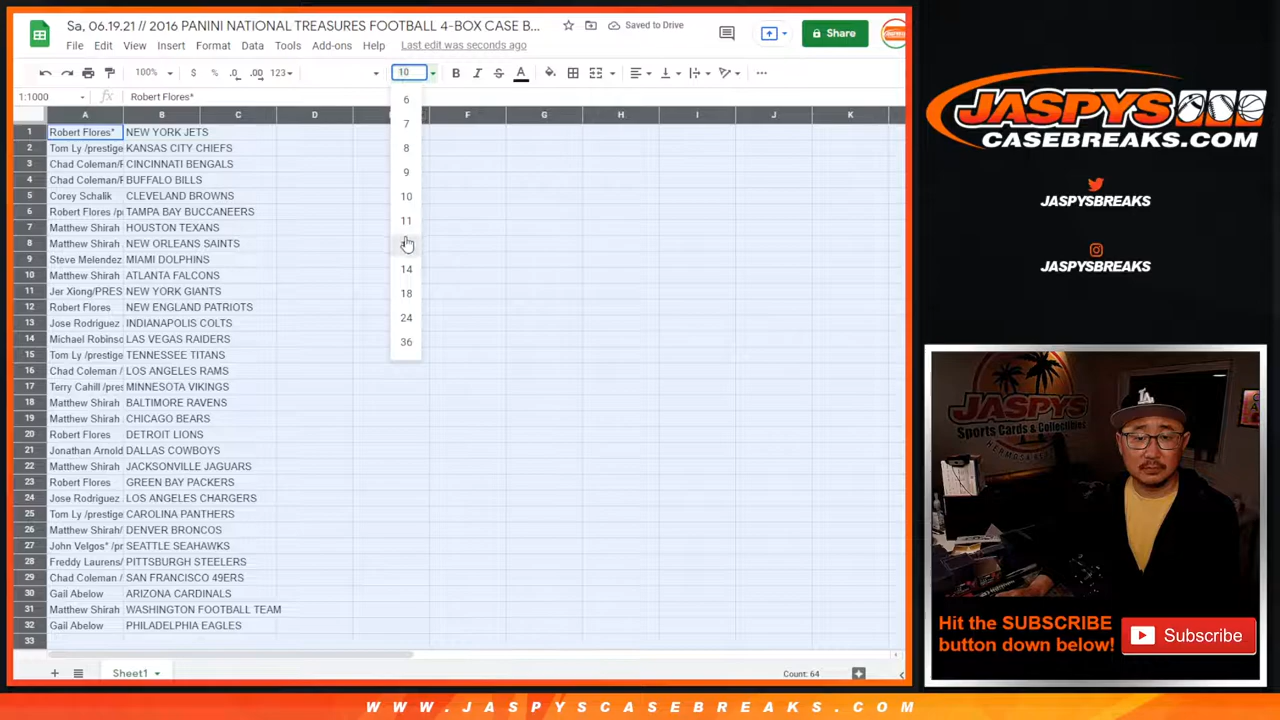 Sa, 06.19.21 // 2016 PANINI NATIONAL TREASURES FOOTBALL 4-BOX CASE B...
Saved to Drive
Share
File Edit View Insert Format Data Tools Add-ons Help Last edit was seconds ago
100% $ % .0 .00 123 10 B I S A
1:1000 fx Robert Flores*
A B C D F G H I J K
1 Robert Flores* NEW YORK JETS
2 Tom Ly /prestige KANSAS CITY CHIEFS
3 Chad Coleman/F CINCINNATI BENGALS
4 Chad Coleman/F BUFFALO BILLS
5 Corey Schalik CLEVELAND BROWNS
6 Robert Flores /pr TAMPA BAY BUCCANEERS
7 Matthew Shirah HOUSTON TEXANS
8 Matthew Shirah NEW ORLEANS SAINTS
9 Steve Melendez MIAMI DOLPHINS
10 Matthew Shirah ATLANTA FALCONS
11 Jer Xiong/PRES NEW YORK GIANTS
12 Robert Flores NEW ENGLAND PATRIOTS
13 Jose Rodriguez INDIANAPOLIS COLTS
14 Michael Robinso LAS VEGAS RAIDERS
15 Tom Ly /prestige TENNESSEE TITANS
16 Chad Coleman / LOS ANGELES RAMS
17 Terry Cahill /pres MINNESOTA VIKINGS
18 Matthew Shirah BALTIMORE RAVENS
19 Matthew Shirah CHICAGO BEARS
20 Robert Flores DETROIT LIONS
21 Jonathan Arnold DALLAS COWBOYS
22 Matthew Shirah JACKSONVILLE JAGUARS
23 Robert Flores GREEN BAY PACKERS
24 Jose Rodriguez LOS ANGELES CHARGERS
25 Tom Ly /prestige CAROLINA PANTHERS
26 Matthew Shirah/ DENVER BRONCOS
27 John Velgos* /pr SEATTLE SEAHAWKS
28 Freddy Laurens/ PITTSBURGH STEELERS
29 Chad Coleman / SAN FRANCISCO 49ERS
30 Gail Abelow ARIZONA CARDINALS
31 Matthew Shirah WASHINGTON FOOTBALL TEAM
32 Gail Abelow PHILADELPHIA EAGLES
33
6
7
8
9
10
11
14
18
24
36
Sheet1
Count: 64
JASPYS
CASEBREAKS.COM
JASPYSBREAKS
JASPYSBREAKS
JASPYS
Sports Cards & Collectibles
Hit the SUBSCRIBE
button down below!
Subscribe
WWW.JASPYSCASEBREAKS.COM